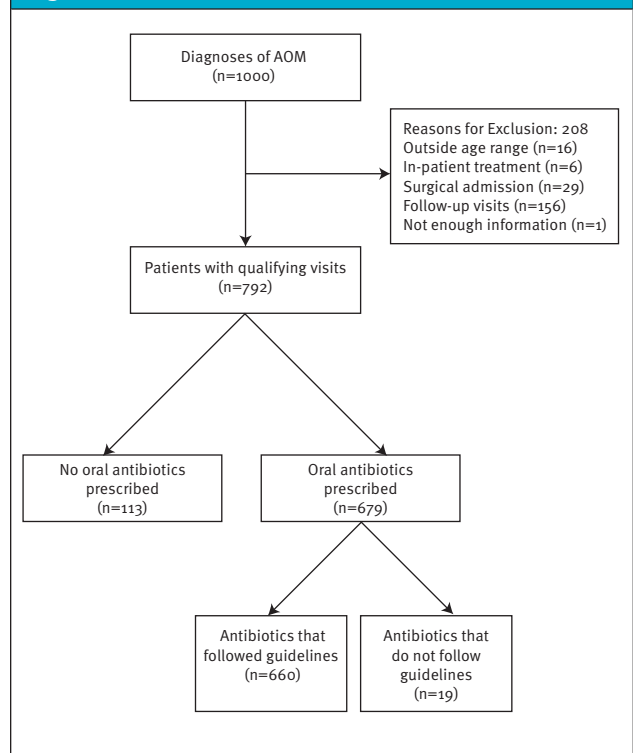 Diagnoses of AOM
(n=1000)
Reasons for Exclusion: 208
Outside age range (n=16)
In-patient treatment (n=6)
Surgical admission (n=29)
Follow-up visits (n=156)
Not enough information (n=1)
Patients with qualifying visits
(n=792)
No oral antibiotics
prescribed
(n=113)
Oral antibiotics
prescribed
(n=679)
Antibiotics that
followed guidelines
(n=660)
Antibiotics that
do not follow
guidelines
(n=19)